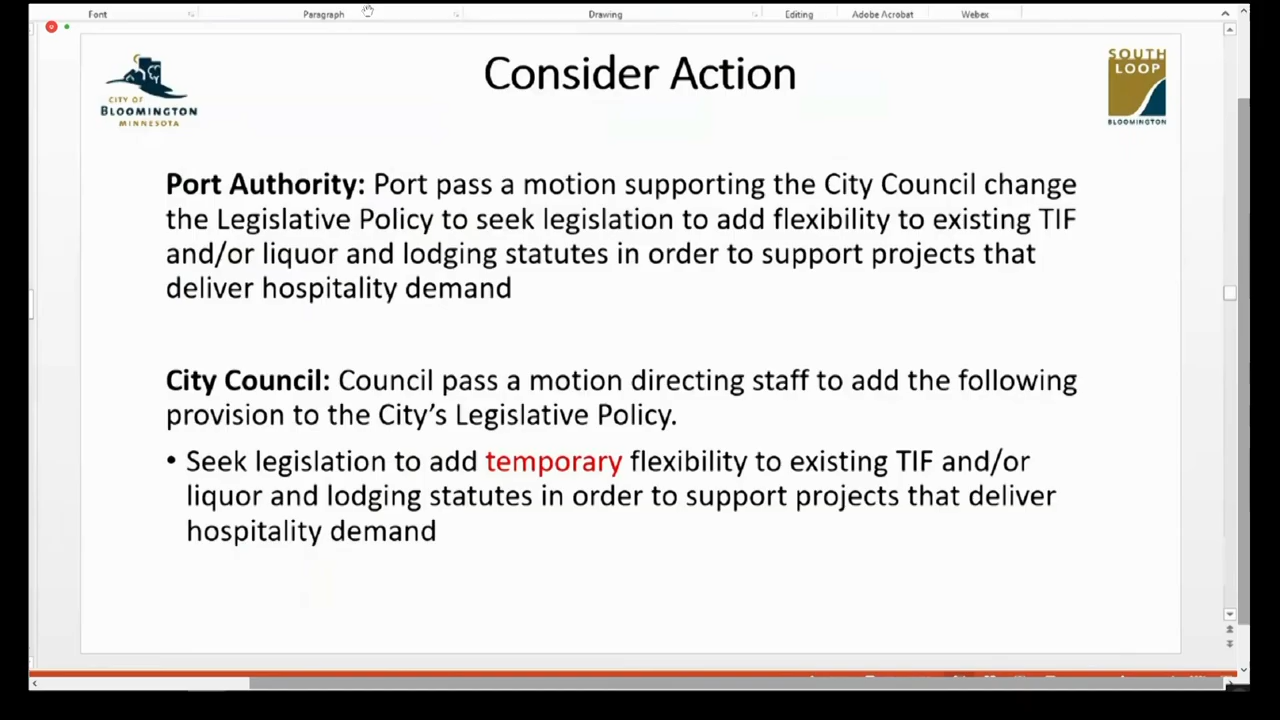 Font Paragraph Drawing Editing Adobe Acrobat Webex
Consider Action
CITY OF
BLOOMINGTON
MINNESOTA
SOUTH
LOOP
BLOOMINGTON
Port Authority: Port pass a motion supporting the City Council change
the Legislative Policy to seek legislation to add flexibility to existing TIF
and/or liquor and lodging statutes in order to support projects that
deliver hospitality demand
City Council: Council pass a motion directing staff to add the following
provision to the City’s Legislative Policy.
• Seek legislation to add temporary flexibility to existing TIF and/or
liquor and lodging statutes in order to support projects that deliver
hospitality demand